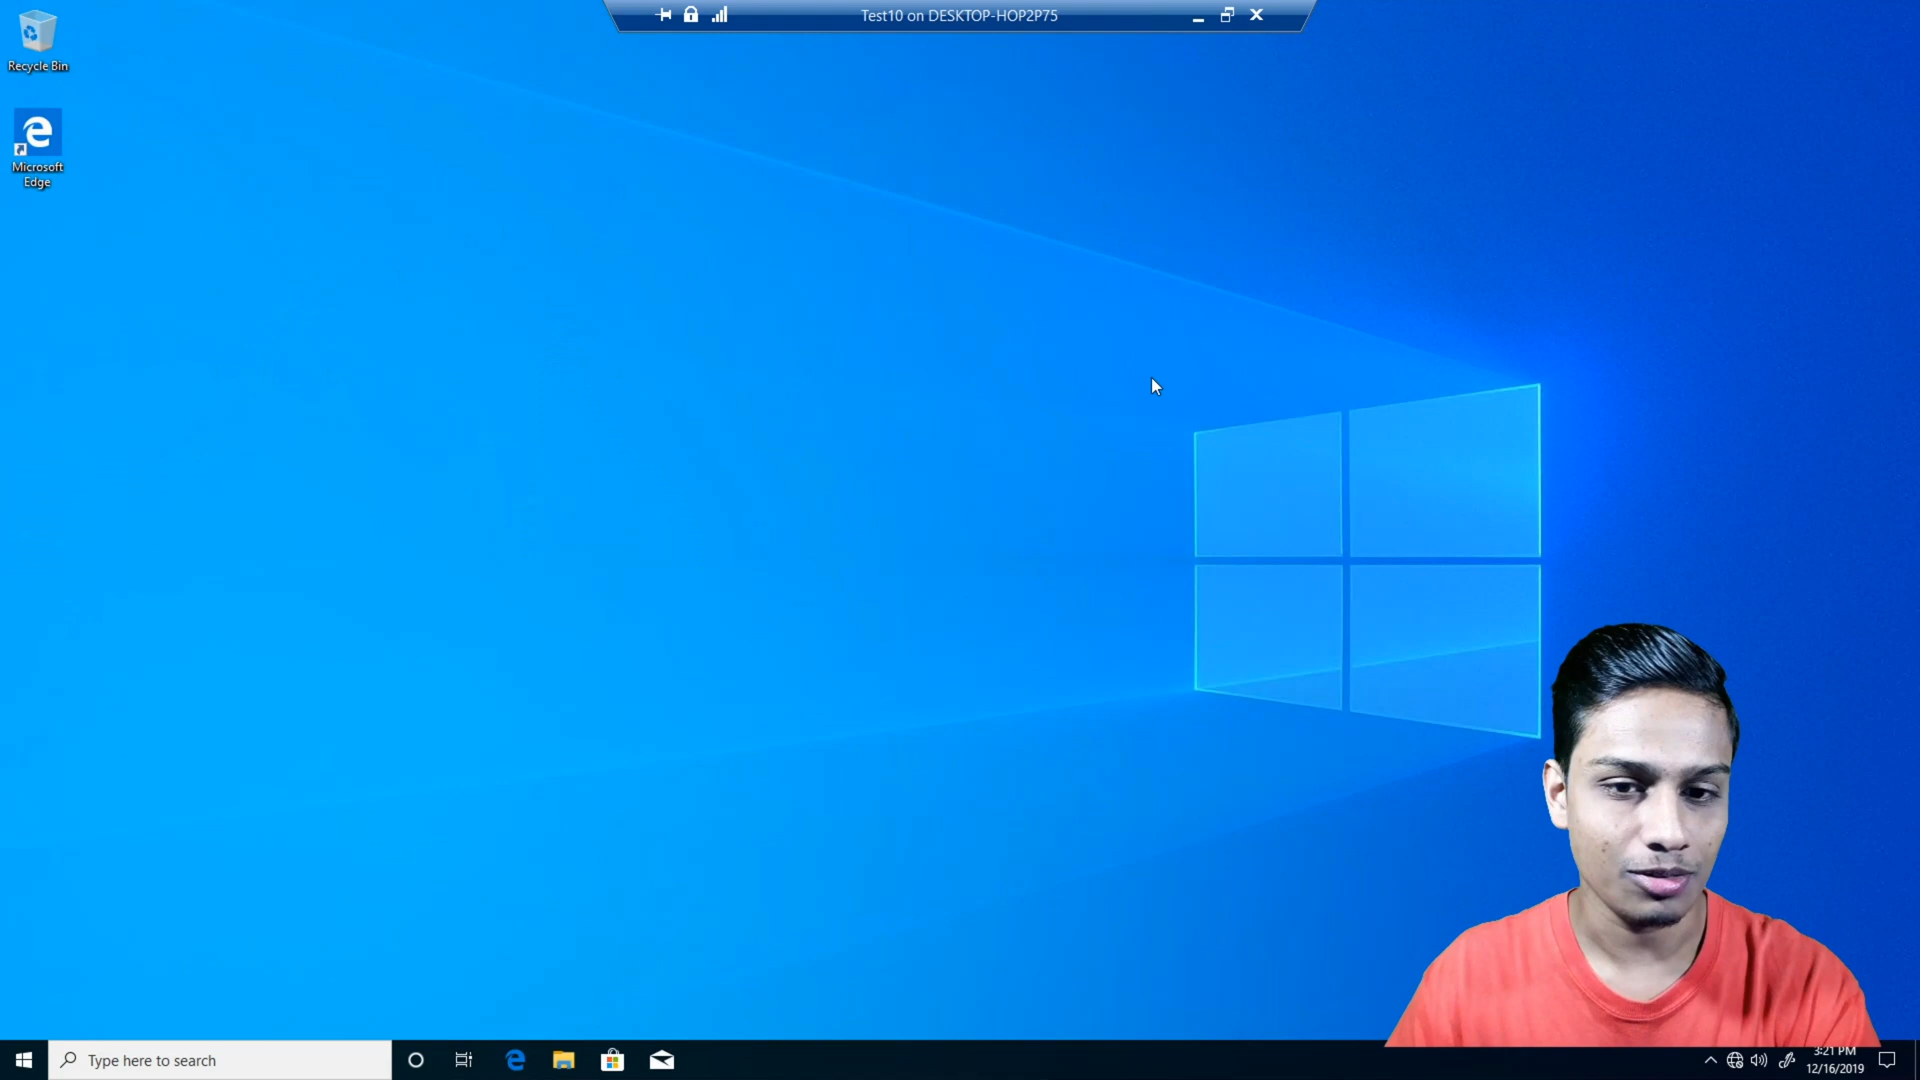 Test10 on DESKTOP-HOP2P75
Recycle Bin
Microsoft
Edge
Type here to search
3:21 PM
12/16/2019